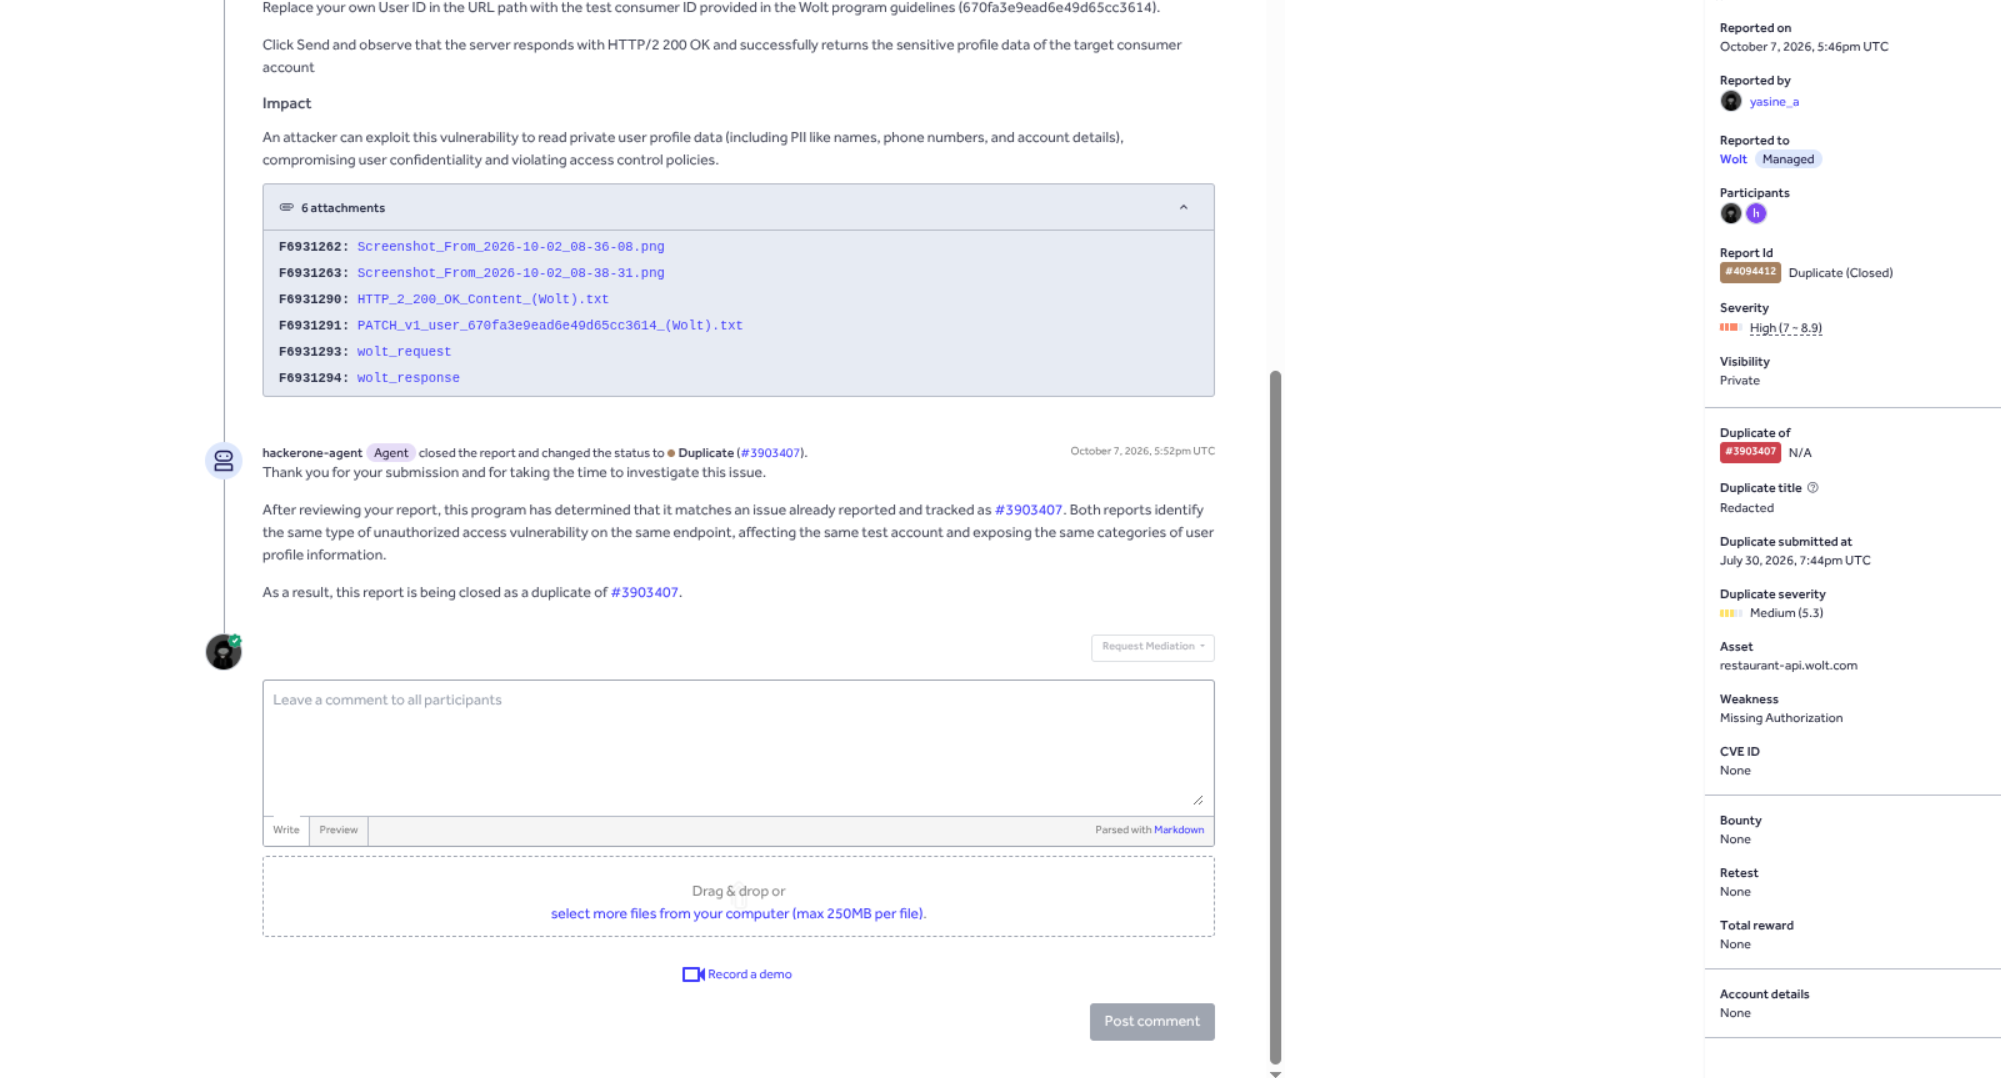 Replace your own User ID in the URL path with the test consumer ID provided in the Wolt program guidelines (670fa3e9ead6e49d65cc3614).
Click Send and observe that the server responds with HTTP/2 200 OK and successfully returns the sensitive profile data of the target consumer
account
Impact
An attacker can exploit this vulnerability to read private user profile data (including PII like names, phone numbers, and account details),
compromising user confidentiality and violating access control policies.
6 attachments
F6931262: Screenshot_From_2026-10-02_08-36-08.png
F6931263: Screenshot_From_2026-10-02_08-38-31.png
F6931290: HTTP_2_200_OK_Content_(Wolt).txt
F6931291: PATCH_v1_user_670fa3e9ead6e49d65cc3614_(Wolt).txt
F6931293: wolt_request
F6931294: wolt_response
hackerone-agent Agent closed the report and changed the status to Duplicate (#3903407).
October 7, 2026, 5:52pm UTC
Thank you for your submission and for taking the time to investigate this issue.
After reviewing your report, this program has determined that it matches an issue already reported and tracked as #3903407. Both reports identify
the same type of unauthorized access vulnerability on the same endpoint, affecting the same test account and exposing the same categories of user
profile information.
As a result, this report is being closed as a duplicate of #3903407.
Request Mediation
Leave a comment to all participants
Write Preview
Parsed with Markdown
Drag & drop or
select more files from your computer (max 250MB per file).
Record a demo
Post comment
Reported on
October 7, 2026, 5:46pm UTC
Reported by
yasine_a
Reported to
Wolt Managed
Participants
h
Report Id
#4094412 Duplicate (Closed)
Severity
High (7 ~ 8.9)
Visibility
Private
Duplicate of
#3903407 N/A
Duplicate title
Redacted
Duplicate submitted at
July 30, 2026, 7:44pm UTC
Duplicate severity
Medium (5.3)
Asset
restaurant-api.wolt.com
Weakness
Missing Authorization
CVE ID
None
Bounty
None
Retest
None
Total reward
None
Account details
None